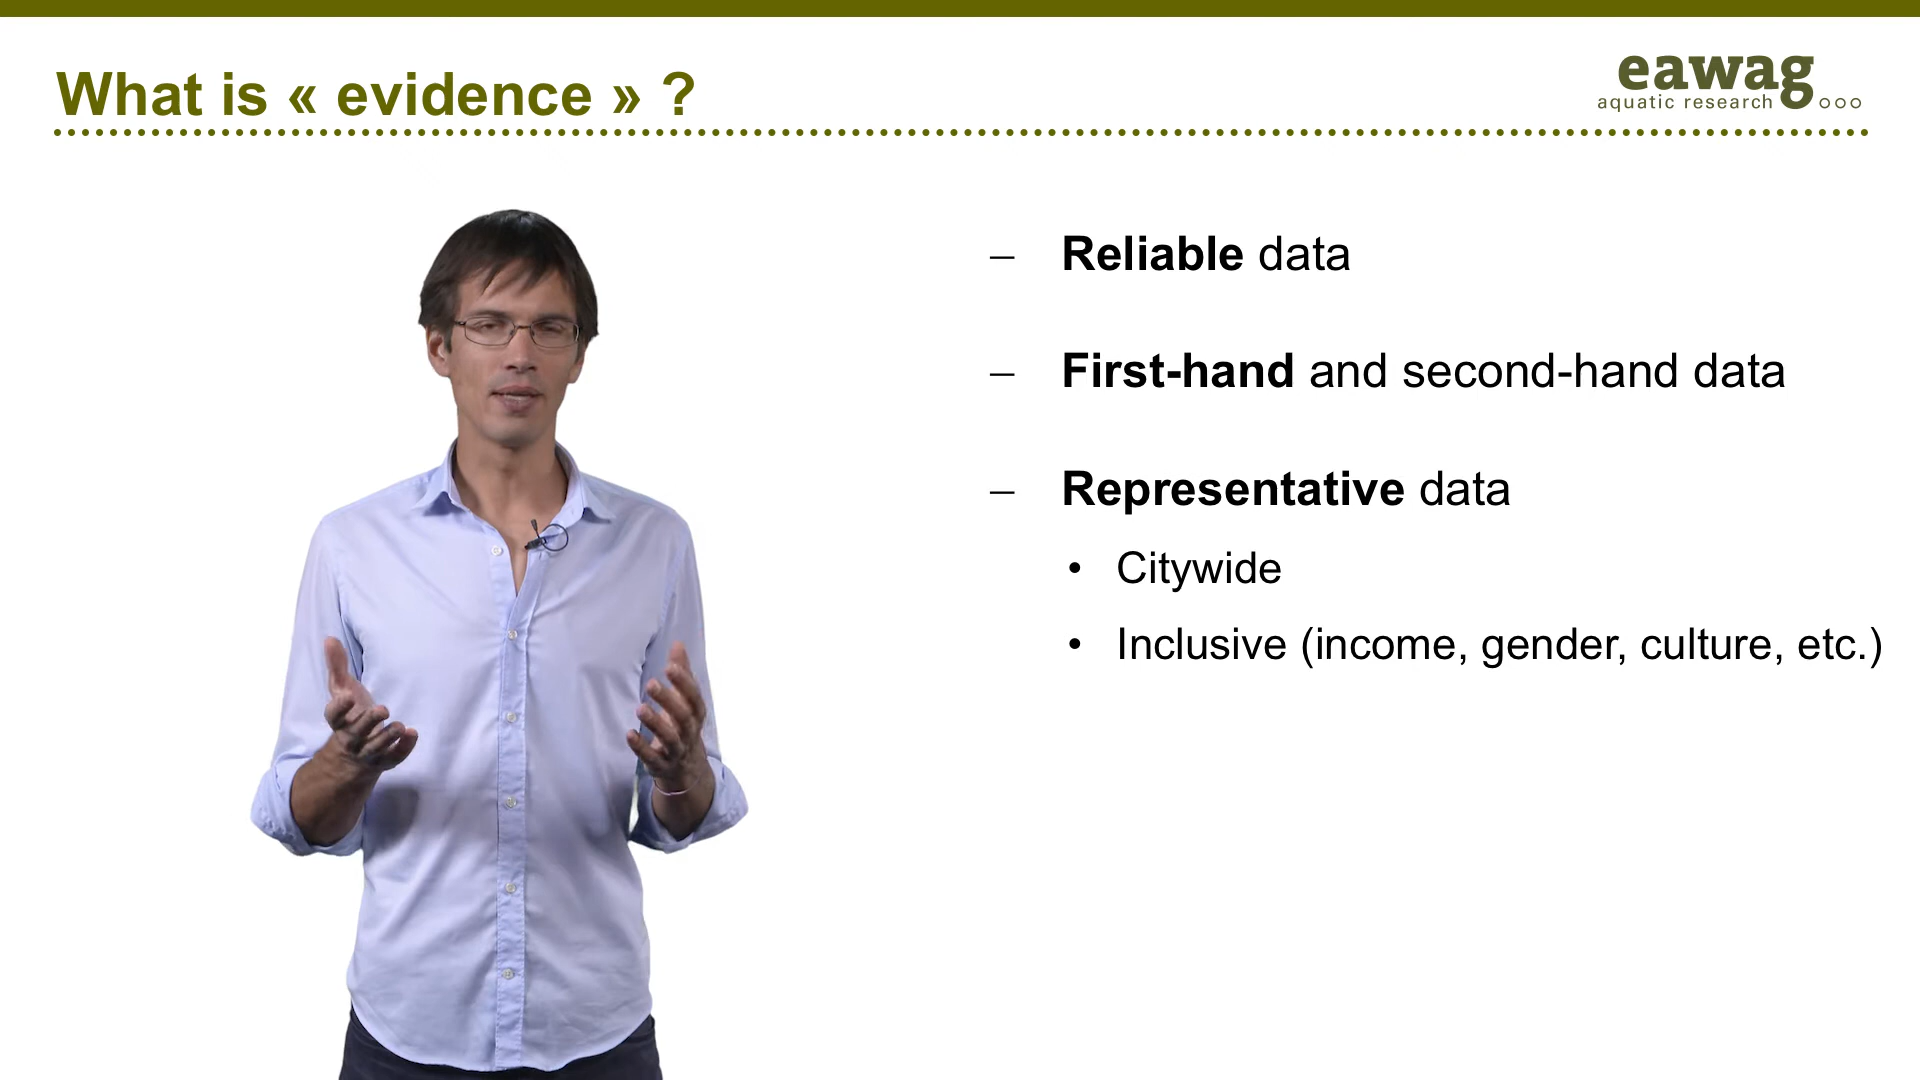 What is « evidence » ?
eawag
aquatic research
– Reliable data
– First-hand and second-hand data
– Representative data
• Citywide
• Inclusive (income, gender, culture, etc.)